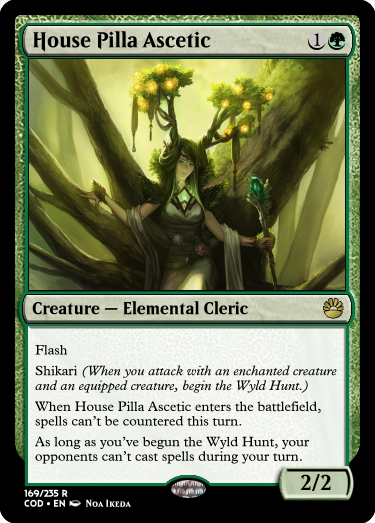 House Pilla Ascetic 1
Creature — Elemental Cleric
Flash
Shikari (When you attack with an enchanted creature
and an equipped creature, begin the Wyld Hunt.)
When House Pilla Ascetic enters the battlefield,
spells can't be countered this turn.
As long as you've begun the Wyld Hunt, your
opponents can't cast spells during your turn.
2/2
169/235 R
COD • EN Noa Ikeda